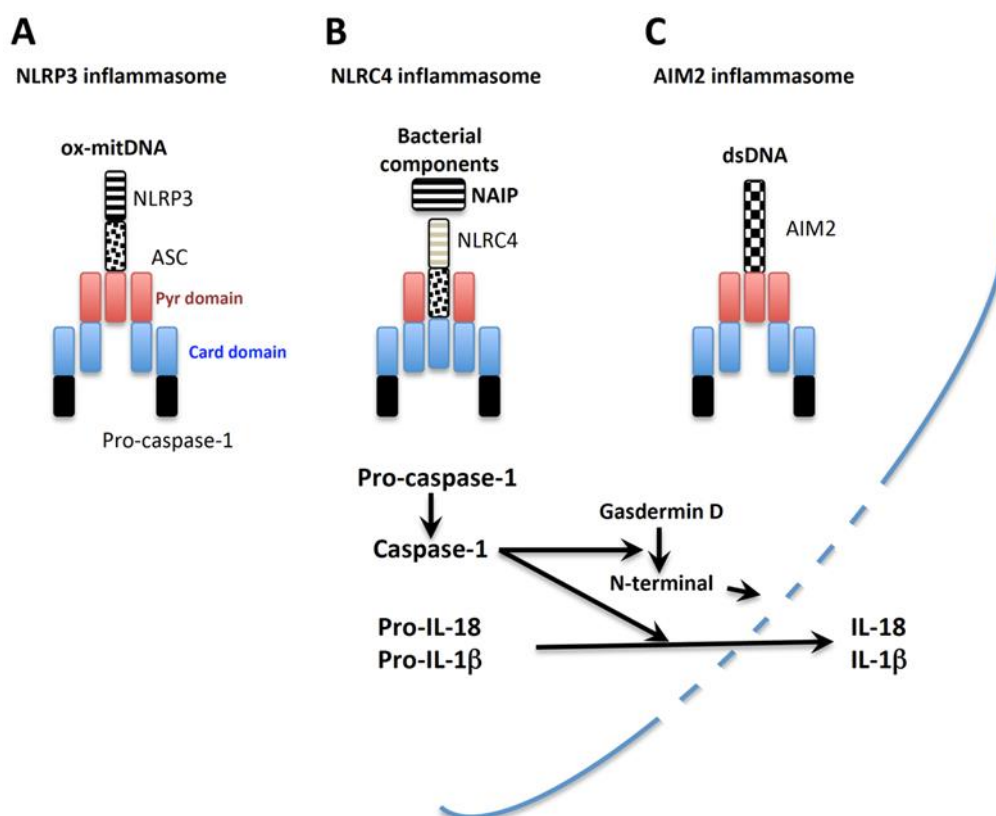 A
B
C
NLRP3 inflammasome
NLRC4 inflammasome
AIM2 inflammasome
ox-mitDNA
NLRP3
ASC
Pyr domain
Card domain
Pro-caspase-1
Bacterial
components
NAIP
NLRC4
dsDNA
AIM2
Pro-caspase-1
Caspase-1
Gasdermin D
N-terminal
Pro-IL-18
Pro-IL-1β
IL-18
IL-1β